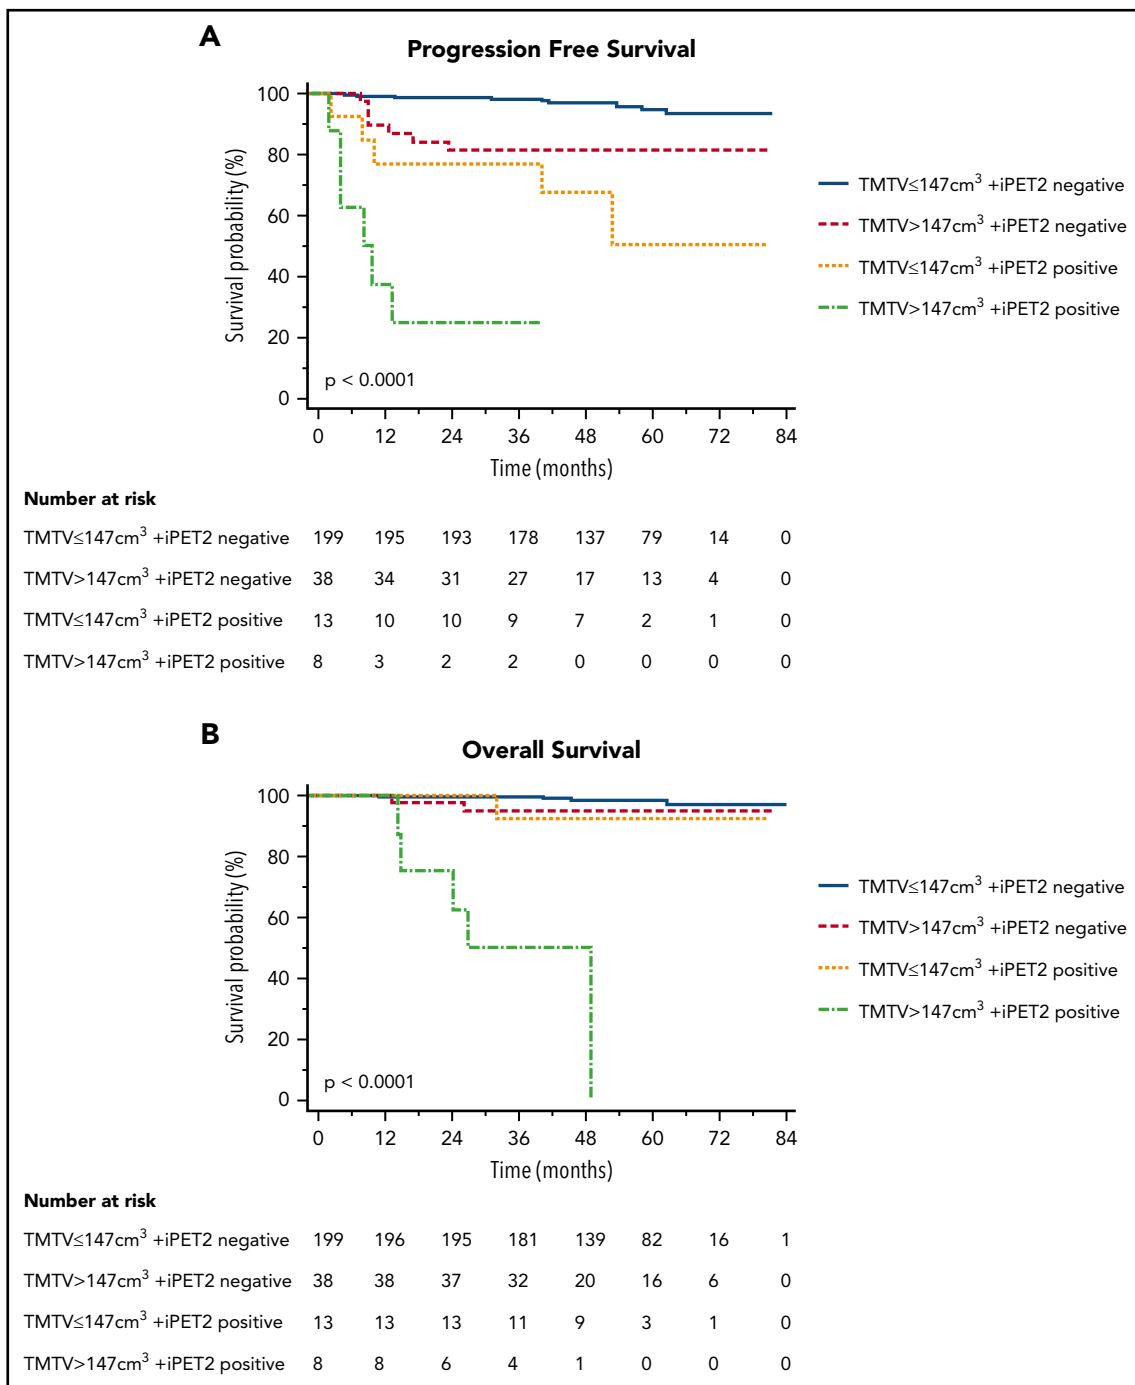 A
Progression Free Survival
100
80
60
40
20
0
Survival probability (%)
p < 0.0001
0 12 24 36 48 60 72 84
Time (months)
TMTV≤147cm³ +iPET2 negative
TMTV>147cm³ +iPET2 negative
TMTV≤147cm³ +iPET2 positive
TMTV>147cm³ +iPET2 positive
Number at risk
TMTV≤147cm³ +iPET2 negative 199 195 193 178 137 79 14 0
TMTV>147cm³ +iPET2 negative 38 34 31 27 17 13 4 0
TMTV≤147cm³ +iPET2 positive 13 10 10 9 7 2 1 0
TMTV>147cm³ +iPET2 positive 8 3 2 2 0 0 0 0
B
Overall Survival
100
80
60
40
20
0
Survival probability (%)
p < 0.0001
0 12 24 36 48 60 72 84
Time (months)
TMTV≤147cm³ +iPET2 negative
TMTV>147cm³ +iPET2 negative
TMTV≤147cm³ +iPET2 positive
TMTV>147cm³ +iPET2 positive
Number at risk
TMTV≤147cm³ +iPET2 negative 199 196 195 181 139 82 16 1
TMTV>147cm³ +iPET2 negative 38 38 37 32 20 16 6 0
TMTV≤147cm³ +iPET2 positive 13 13 13 11 9 3 1 0
TMTV>147cm³ +iPET2 positive 8 8 6 4 1 0 0 0